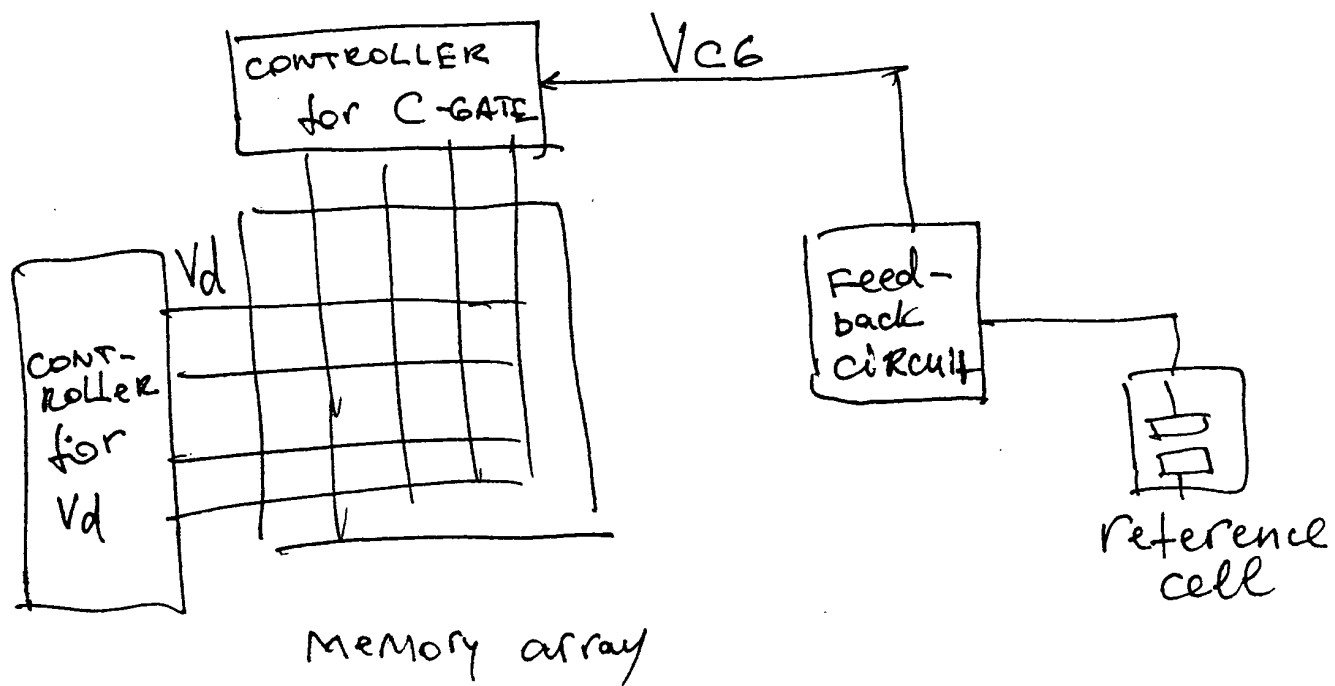 CONTROLLER
for C-GATE
VCG
Vd
CONT-
ROLLER
for
Vd
Feed-
back
CIRCUIT
reference
cell
Memory array